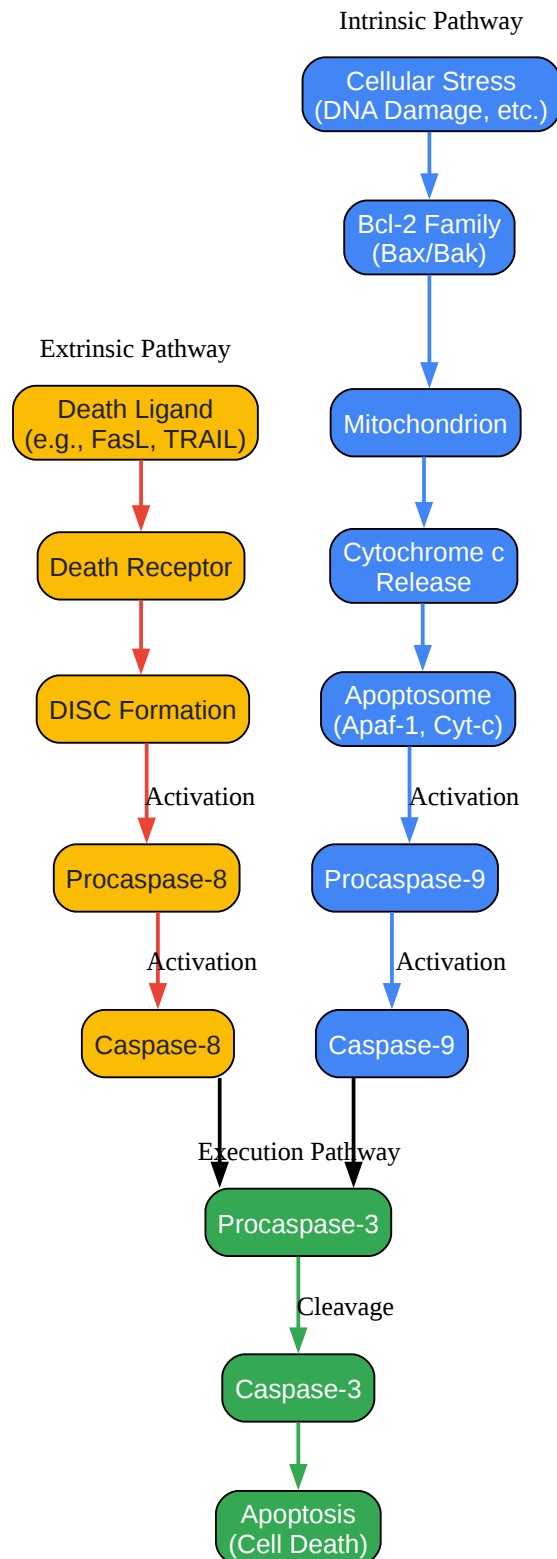 Intrinsic Pathway
Cellular Stress
(DNA Damage, etc.)
Bcl-2 Family
(Bax/Bak)
Extrinsic Pathway
Death Ligand
(e.g., FasL, TRAIL)
Mitochondrion
Death Receptor
Cytochrome c
Release
DISC Formation
Apoptosome
(Apaf-1, Cyt-c)
Activation
Activation
Procaspase-8
Procaspase-9
Activation
Activation
Caspase-8
Caspase-9
Execution Pathway
Procaspase-3
Cleavage
Caspase-3
Apoptosis
(Cell Death)